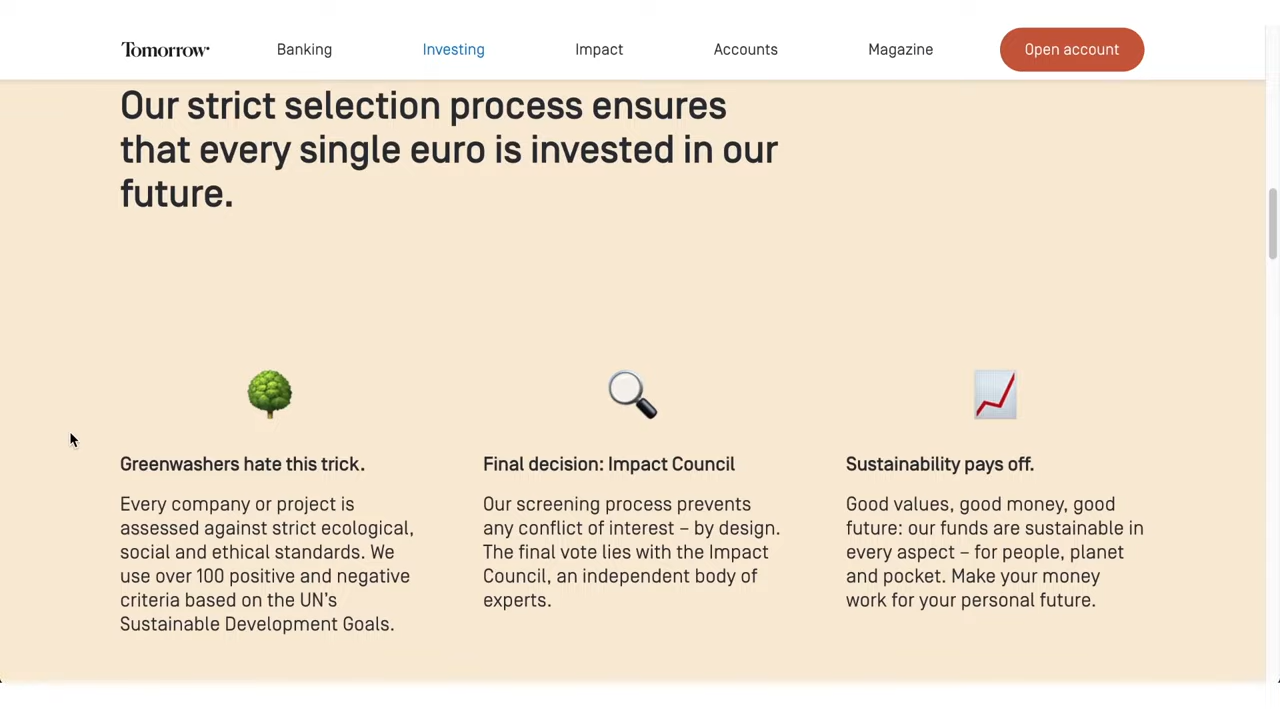 Tomorrow
Banking
Investing
Impact
Accounts
Magazine
Open account
Our strict selection process ensures
that every single euro is invested in our
future.
Greenwashers hate this trick.
Every company or project is
assessed against strict ecological,
social and ethical standards. We
use over 100 positive and negative
criteria based on the UN's
Sustainable Development Goals.
Final decision: Impact Council
Our screening process prevents
any conflict of interest – by design.
The final vote lies with the Impact
Council, an independent body of
experts.
Sustainability pays off.
Good values, good money, good
future: our funds are sustainable in
every aspect – for people, planet
and pocket. Make your money
work for your personal future.